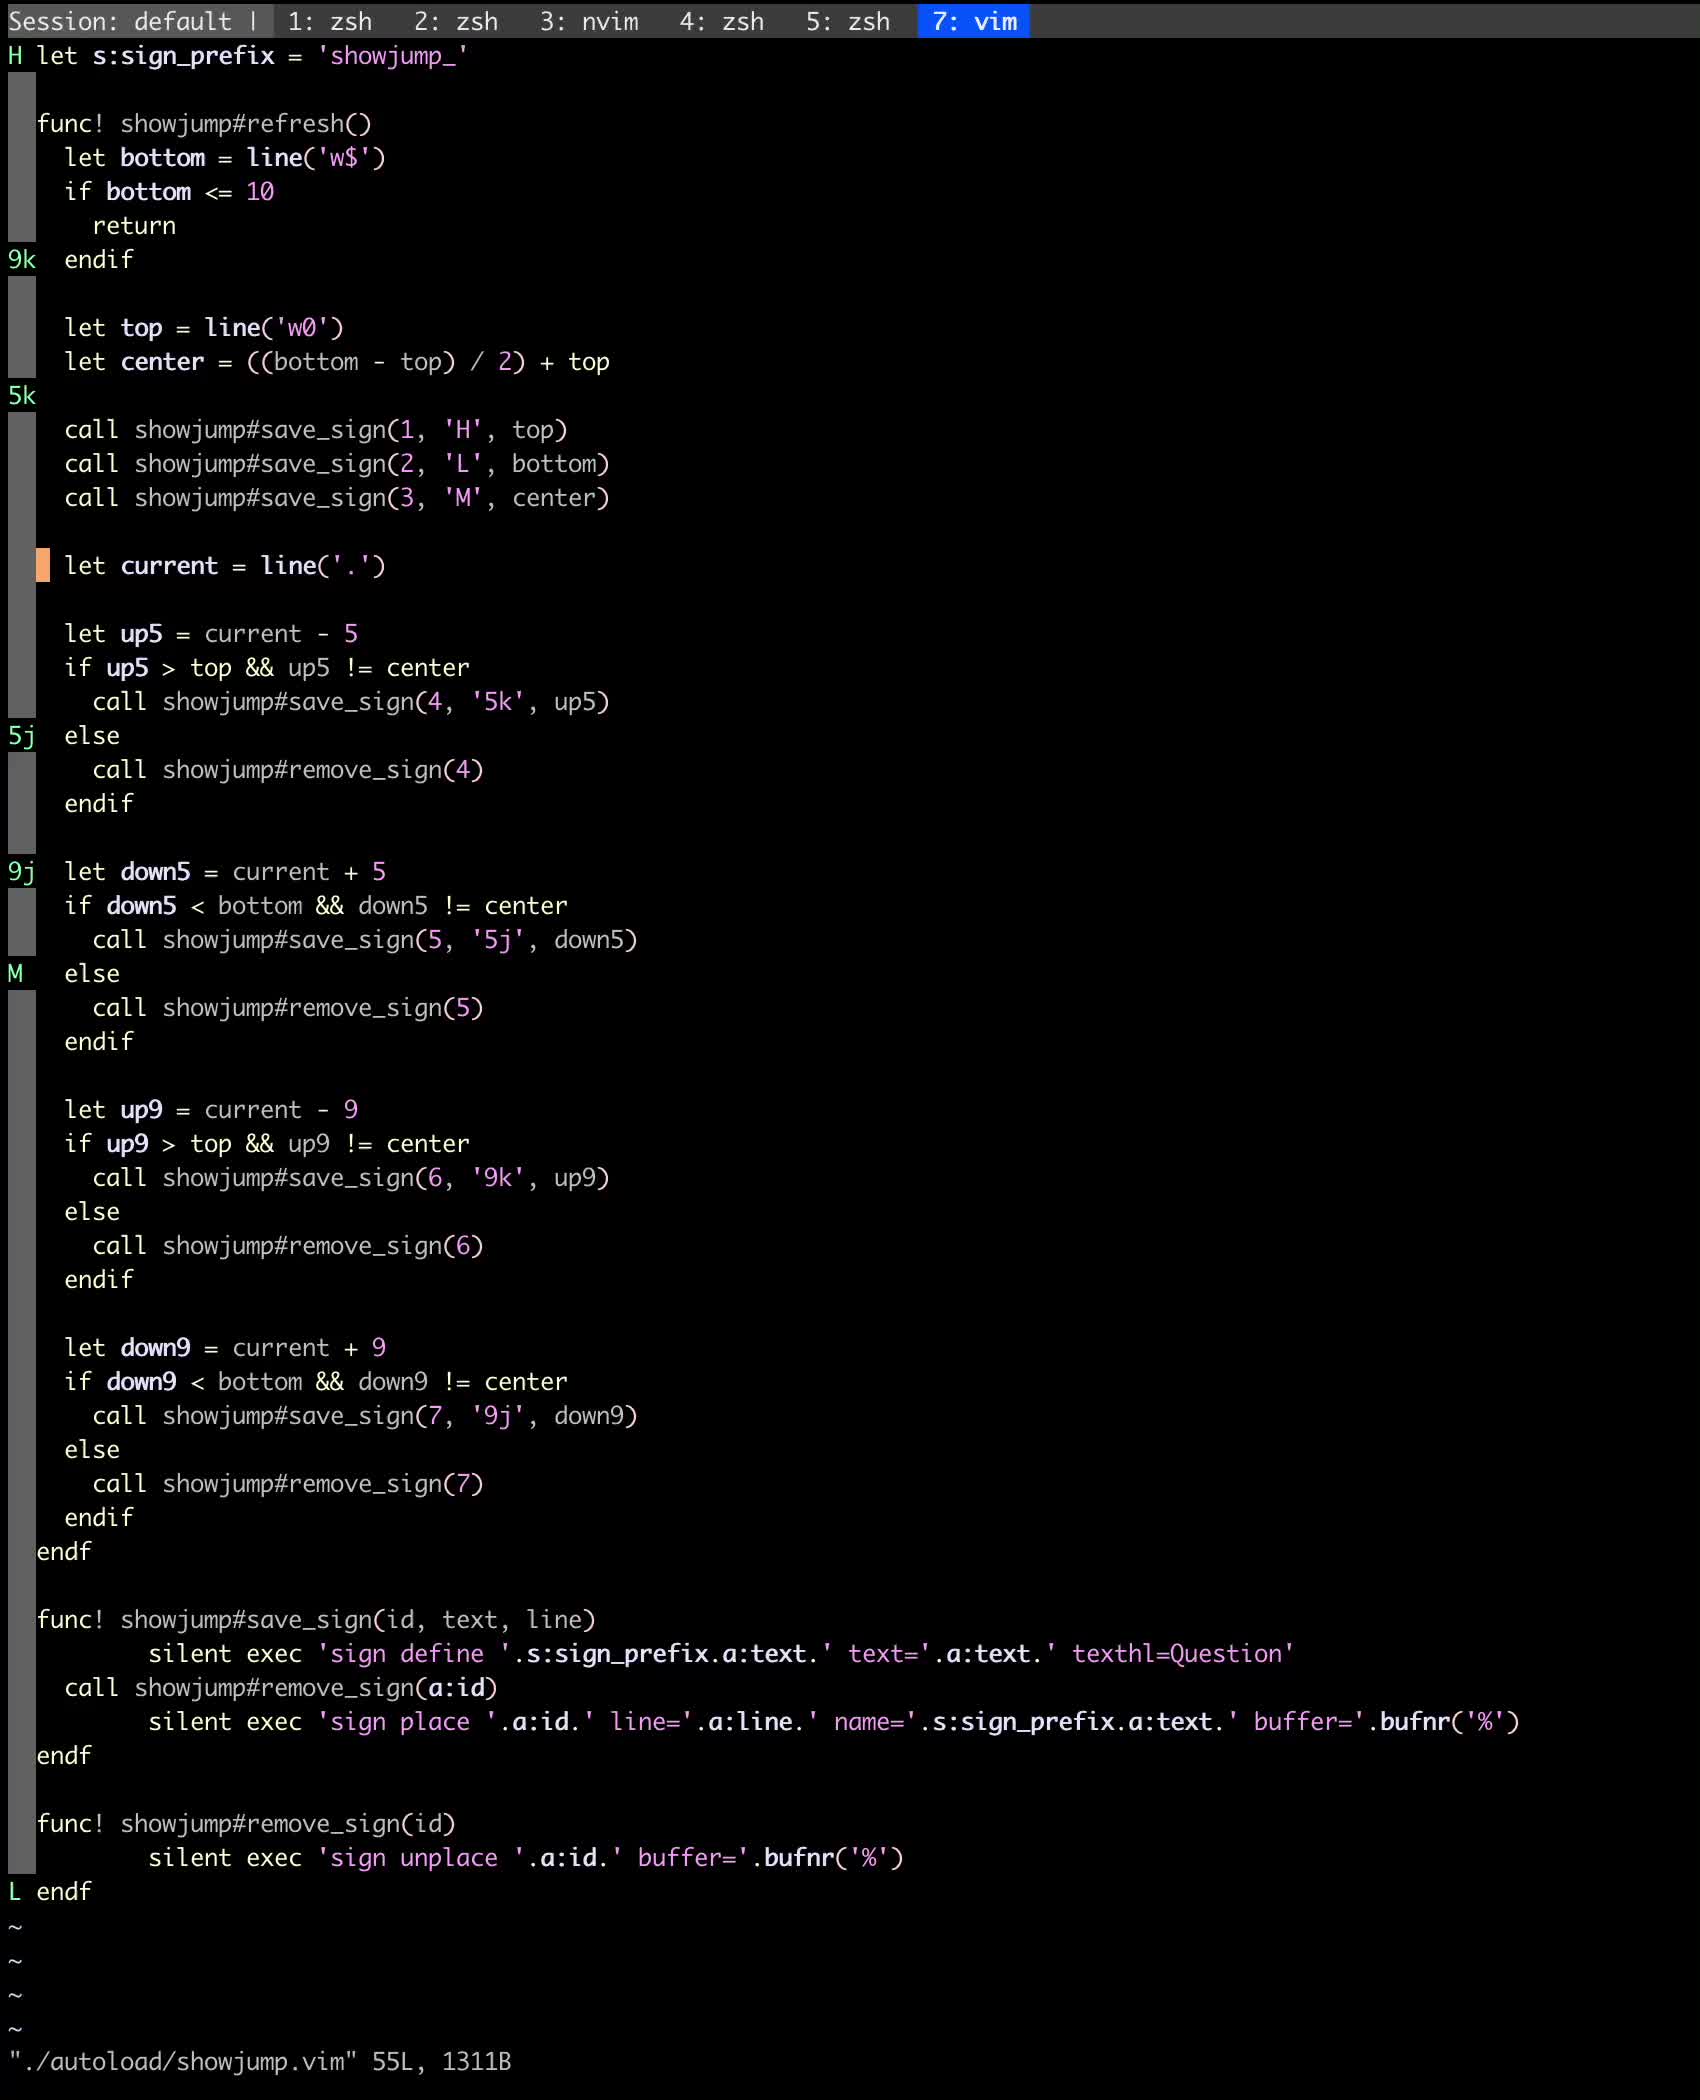 Session: default | 1: zsh 2: zsh 3: nvim 4: zsh 5: zsh 7: vim
H let s:sign_prefix = 'showjump_'
func! showjump#refresh()
  let bottom = line('w$')
  if bottom <= 10
    return
9k  endif
  let top = line('w0')
  let center = ((bottom - top) / 2) + top
5k
  call showjump#save_sign(1, 'H', top)
  call showjump#save_sign(2, 'L', bottom)
  call showjump#save_sign(3, 'M', center)
  let current = line('.')
  let up5 = current - 5
  if up5 > top && up5 != center
    call showjump#save_sign(4, '5k', up5)
5j  else
    call showjump#remove_sign(4)
  endif
9j  let down5 = current + 5
  if down5 < bottom && down5 != center
    call showjump#save_sign(5, '5j', down5)
M   else
    call showjump#remove_sign(5)
  endif
  let up9 = current - 9
  if up9 > top && up9 != center
    call showjump#save_sign(6, '9k', up9)
  else
    call showjump#remove_sign(6)
  endif
  let down9 = current + 9
  if down9 < bottom && down9 != center
    call showjump#save_sign(7, '9j', down9)
  else
    call showjump#remove_sign(7)
  endif
endf
func! showjump#save_sign(id, text, line)
        silent exec 'sign define '.s:sign_prefix.a:text.' text='.a:text.' texthl=Question'
  call showjump#remove_sign(a:id)
        silent exec 'sign place '.a:id.' line='.a:line.' name='.s:sign_prefix.a:text.' buffer='.bufnr('%')
endf
func! showjump#remove_sign(id)
        silent exec 'sign unplace '.a:id.' buffer='.bufnr('%')
L endf
~
~
~
~
"./autoload/showjump.vim" 55L, 1311B